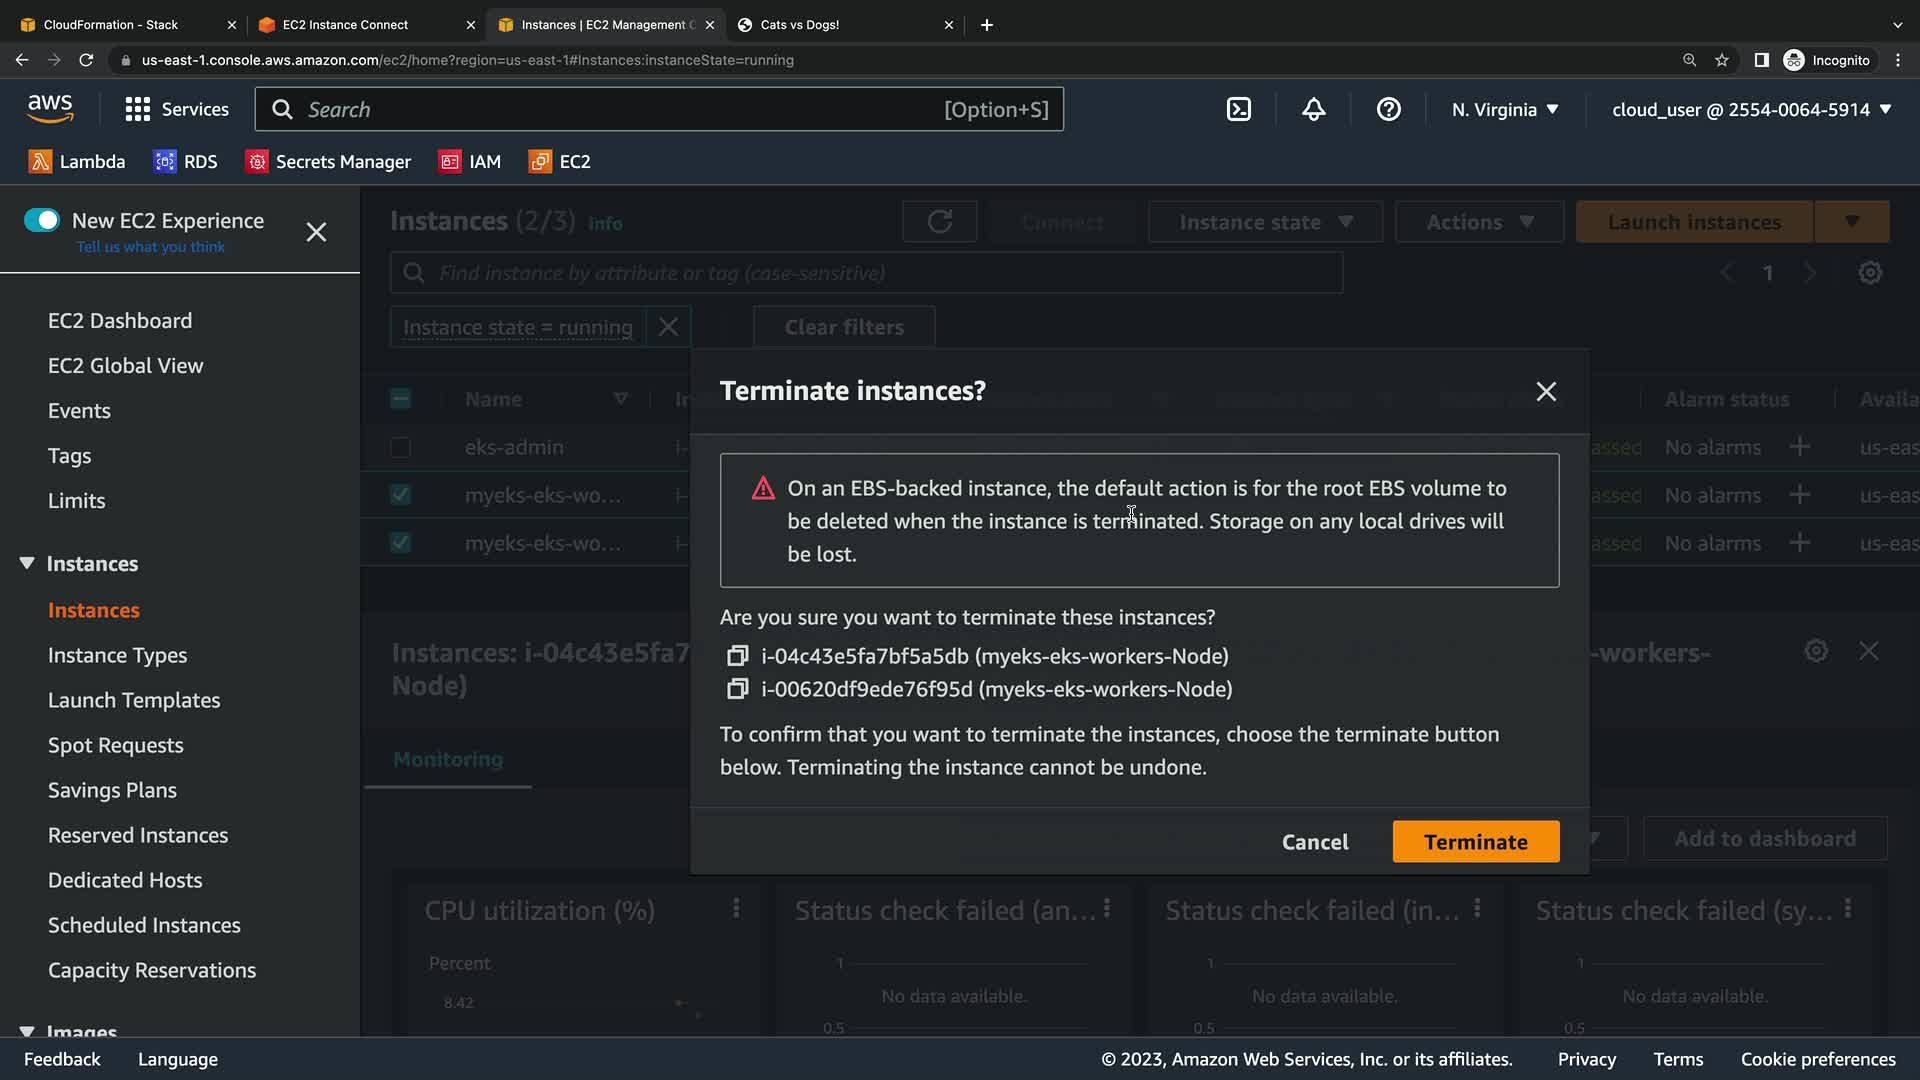 CloudFormation - Stack
EC2 Instance Connect
Instances | EC2 Management C
Cats vs Dogs!
us-east-1.console.aws.amazon.com/ec2/home?region=us-east-1#Instances:instanceState=running
Incognito
aws
Services
Search
[Option+S]
N. Virginia
cloud_user @ 2554-0064-5914
Lambda
RDS
Secrets Manager
IAM
EC2
New EC2 Experience
Tell us what you think
EC2 Dashboard
EC2 Global View
Events
Tags
Limits
Instances
Instances
Instance Types
Launch Templates
Spot Requests
Savings Plans
Reserved Instances
Dedicated Hosts
Scheduled Instances
Capacity Reservations
Images
Instances (2/3) Info
Connect
Instance state
Actions
Launch instances
Find instance by attribute or tag (case-sensitive)
1
Instance state = running
Clear filters
Name
Alarm status
Availa
eks-admin
i-
assed
No alarms
us-eas
myeks-eks-wo...
i-
assed
No alarms
us-eas
myeks-eks-wo...
i-
assed
No alarms
us-eas
Terminate instances?
On an EBS-backed instance, the default action is for the root EBS volume to
be deleted when the instance is terminated. Storage on any local drives will
be lost.
Are you sure you want to terminate these instances?
i-04c43e5fa7bf5a5db (myeks-eks-workers-Node)
i-00620df9ede76f95d (myeks-eks-workers-Node)
To confirm that you want to terminate the instances, choose the terminate button
below. Terminating the instance cannot be undone.
Cancel
Terminate
Instances: i-04c43e5fa7
-workers-
Node)
Monitoring
Add to dashboard
CPU utilization (%)
Percent
8.42
Status check failed (an...
1
No data available.
0.5
Status check failed (in...
1
No data available.
0.5
Status check failed (sy...
1
No data available.
0.5
Feedback
Language
© 2023, Amazon Web Services, Inc. or its affiliates.
Privacy
Terms
Cookie preferences